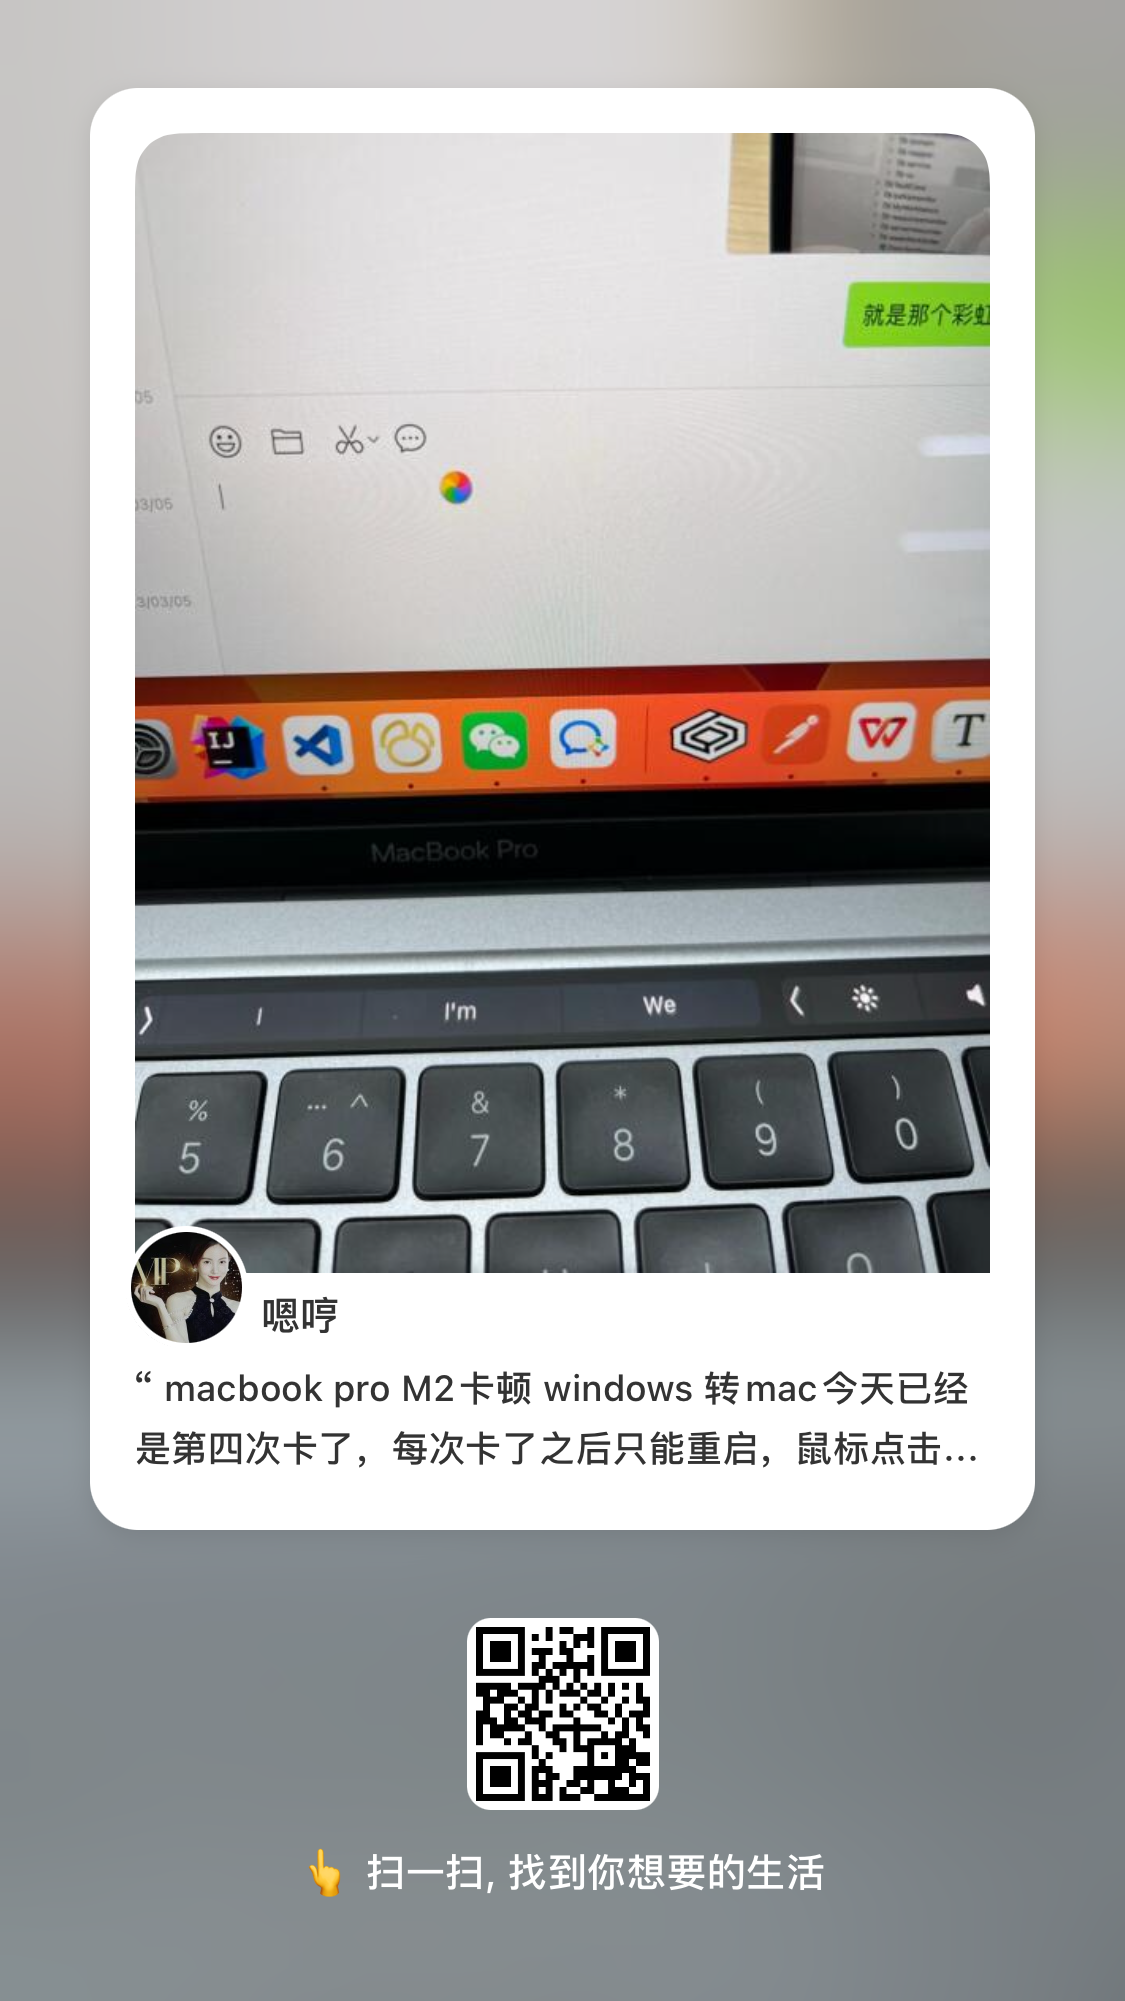 就是那个彩虹
05
03/05
3/03/05
IJ
T
MacBook Pro
I
I'm
We
%
5
... ^
6
&
7
*
8
(
9
)
0
VIP
嗯哼
“ macbook pro M2卡顿 windows 转mac今天已经
是第四次卡了，每次卡了之后只能重启，鼠标点击...
👆 扫一扫, 找到你想要的生活